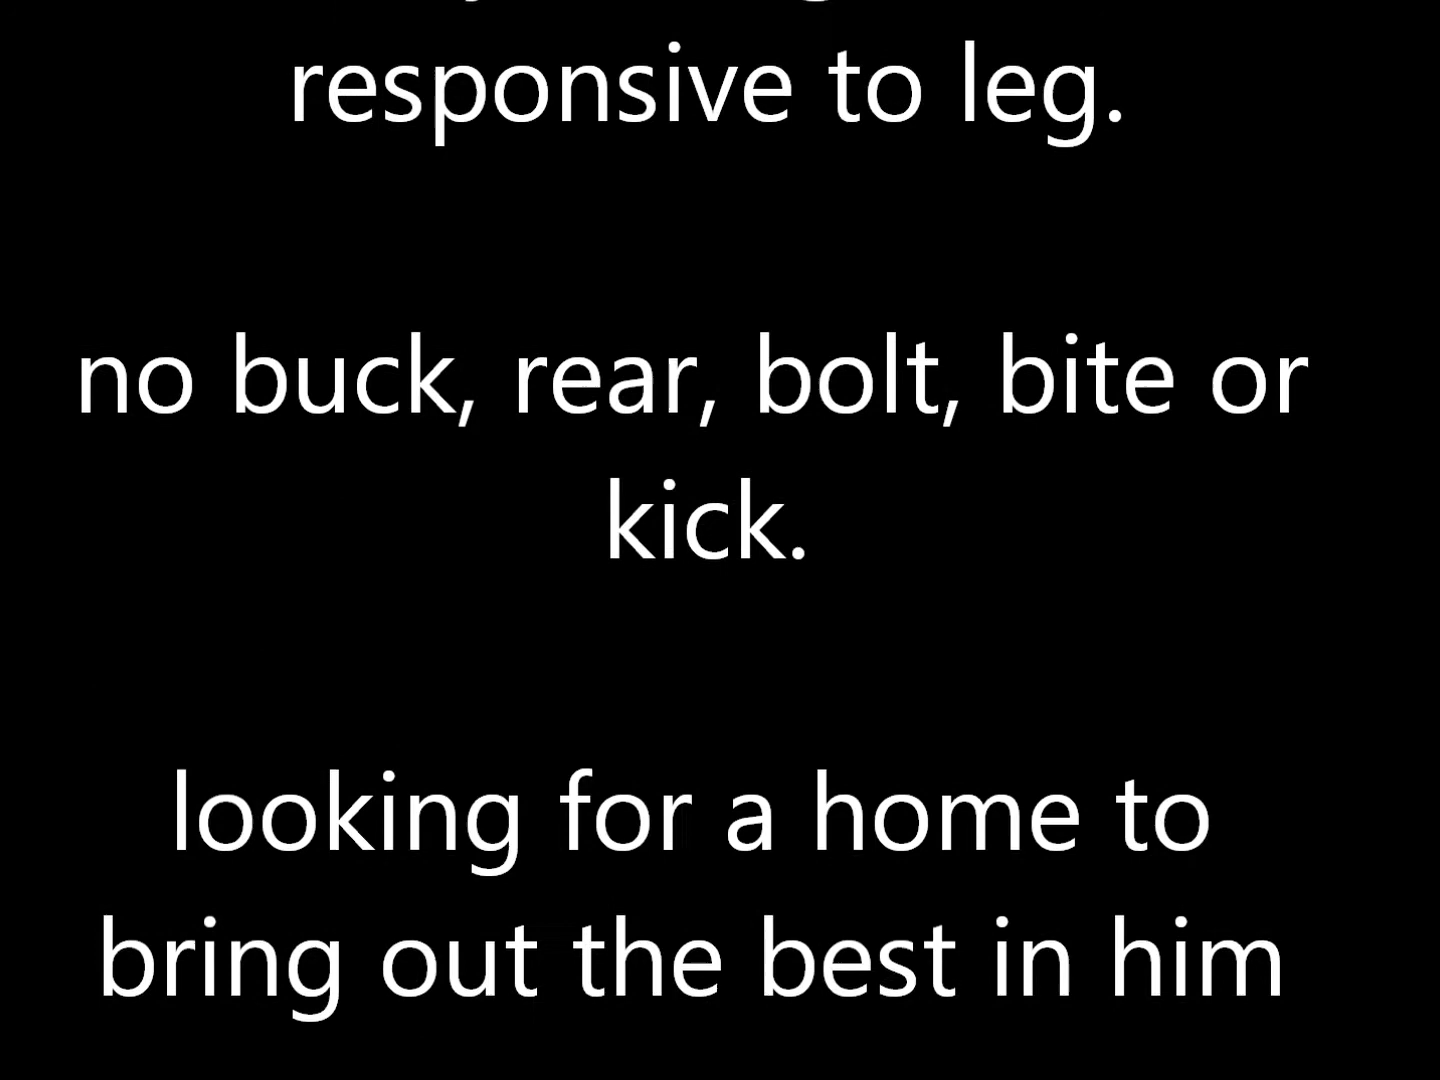 responsive to leg.
no buck, rear, bolt, bite or
kick.
looking for a home to
bring out the best in him